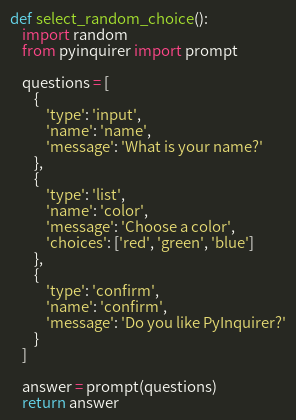 def select_random_choice():
    import random
    from pyinquirer import prompt

    questions = [
        {
            'type': 'input',
            'name': 'name',
            'message': 'What is your name?'
        },
        {
            'type': 'list',
            'name': 'color',
            'message': 'Choose a color',
            'choices': ['red', 'green', 'blue']
        },
        {
            'type': 'confirm',
            'name': 'confirm',
            'message': 'Do you like PyInquirer?'
        }
    ]

    answer = prompt(questions)
    return answer